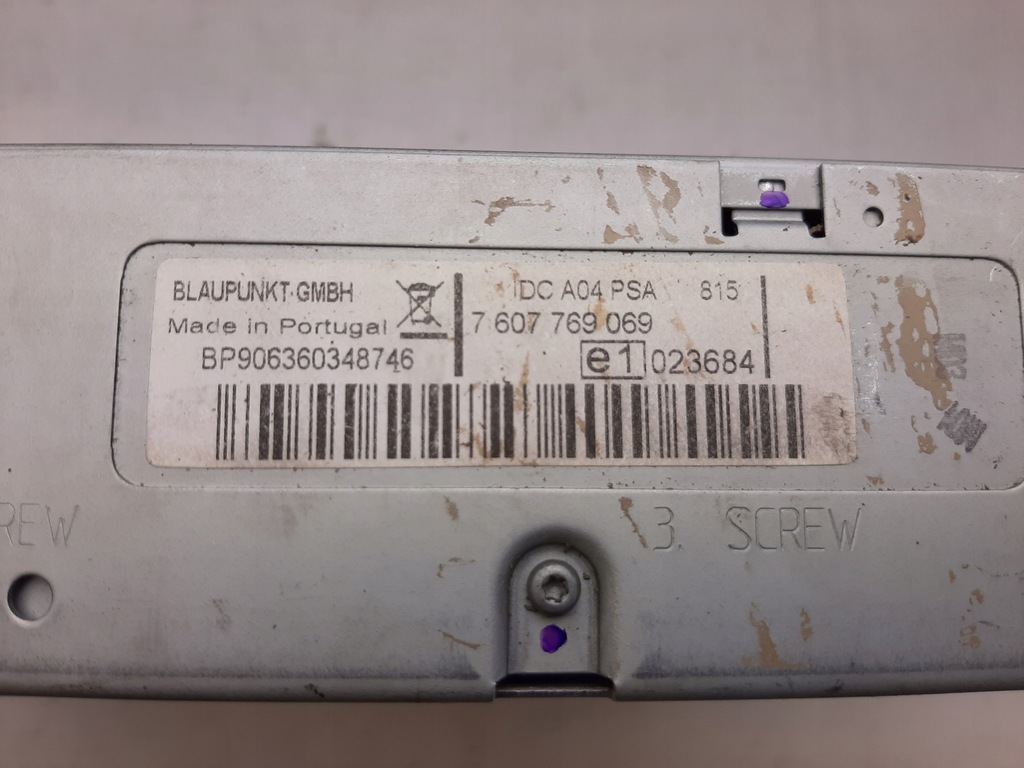 BLAUPUNKT GMBH
Made in Portugal
BP906360348746
IDC A04 PSA 815
7 607 769 069
e1 023684
REW
3. SCREW